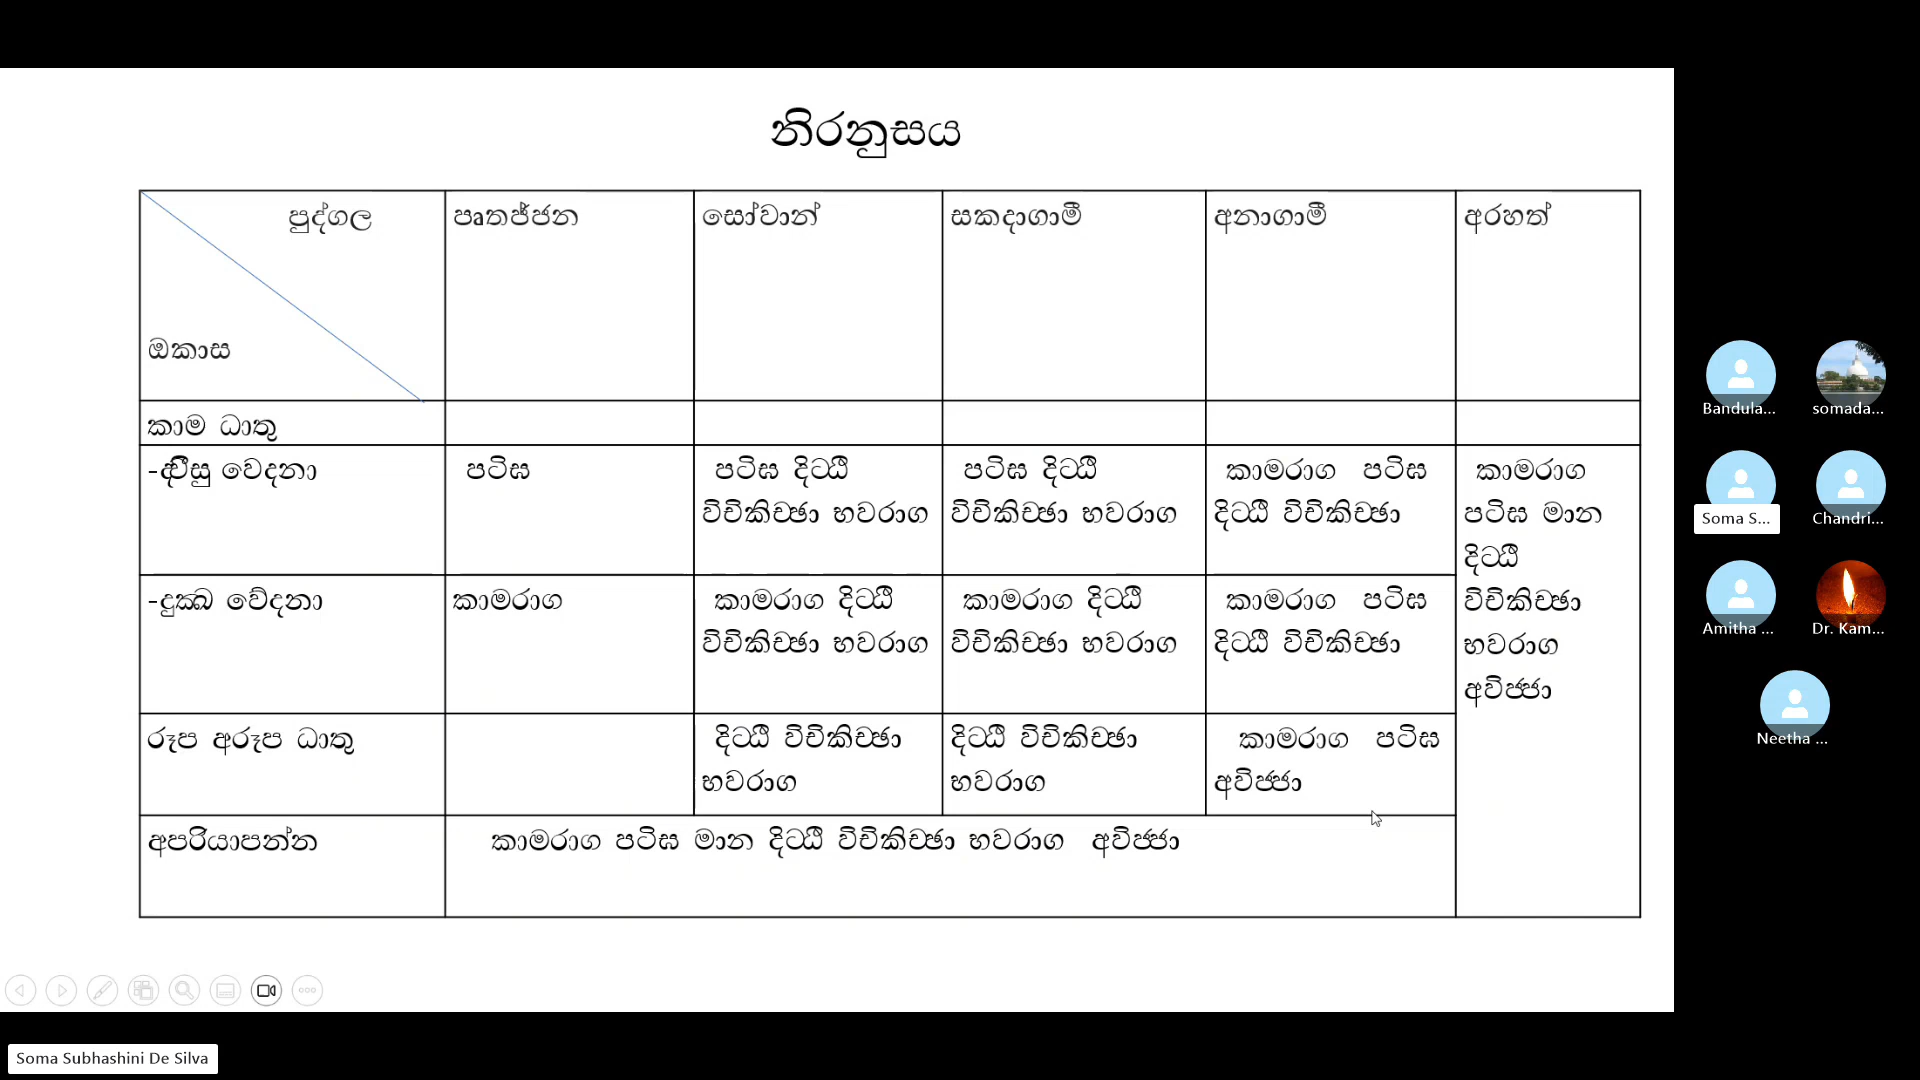 නිරනුසය
පුද්ගල
ඔකාස
පෘතජ්ජන
සෝවාන්
සකදාගාමී
අනාගාමී
අරහත්
කාම ධාතු
-ද්වීසු වෙදනා
පටිඝ
පටිඝ දිට්ඨි
විචිකිච්ඡා භවරාග
පටිඝ දිට්ඨි
විචිකිච්ඡා භවරාග
කාමරාග පටිඝ
දිට්ඨි විචිකිච්ඡා
කාමරාග
පටිඝ මාන
දිට්ඨි
විචිකිච්ඡා
භවරාග
අවිජ්ජා
-දුක්ඛ වේදනා
කාමරාග
කාමරාග දිට්ඨි
විචිකිච්ඡා භවරාග
කාමරාග දිට්ඨි
විචිකිච්ඡා භවරාග
කාමරාග පටිඝ
දිට්ඨි විචිකිච්ඡා
රූප අරූප ධාතු
දිට්ඨි විචිකිච්ඡා
භවරාග
දිට්ඨි විචිකිච්ඡා
භවරාග
කාමරාග පටිඝ
අවිජ්ජා
අපරියාපන්න
කාමරාග පටිඝ මාන දිට්ඨි විචිකිච්ඡා භවරාග අවිජ්ජා
Bandula...
somada...
Soma S...
Chandri...
Amitha ...
Dr. Kam...
Neetha ...
Soma Subhashini De Silva